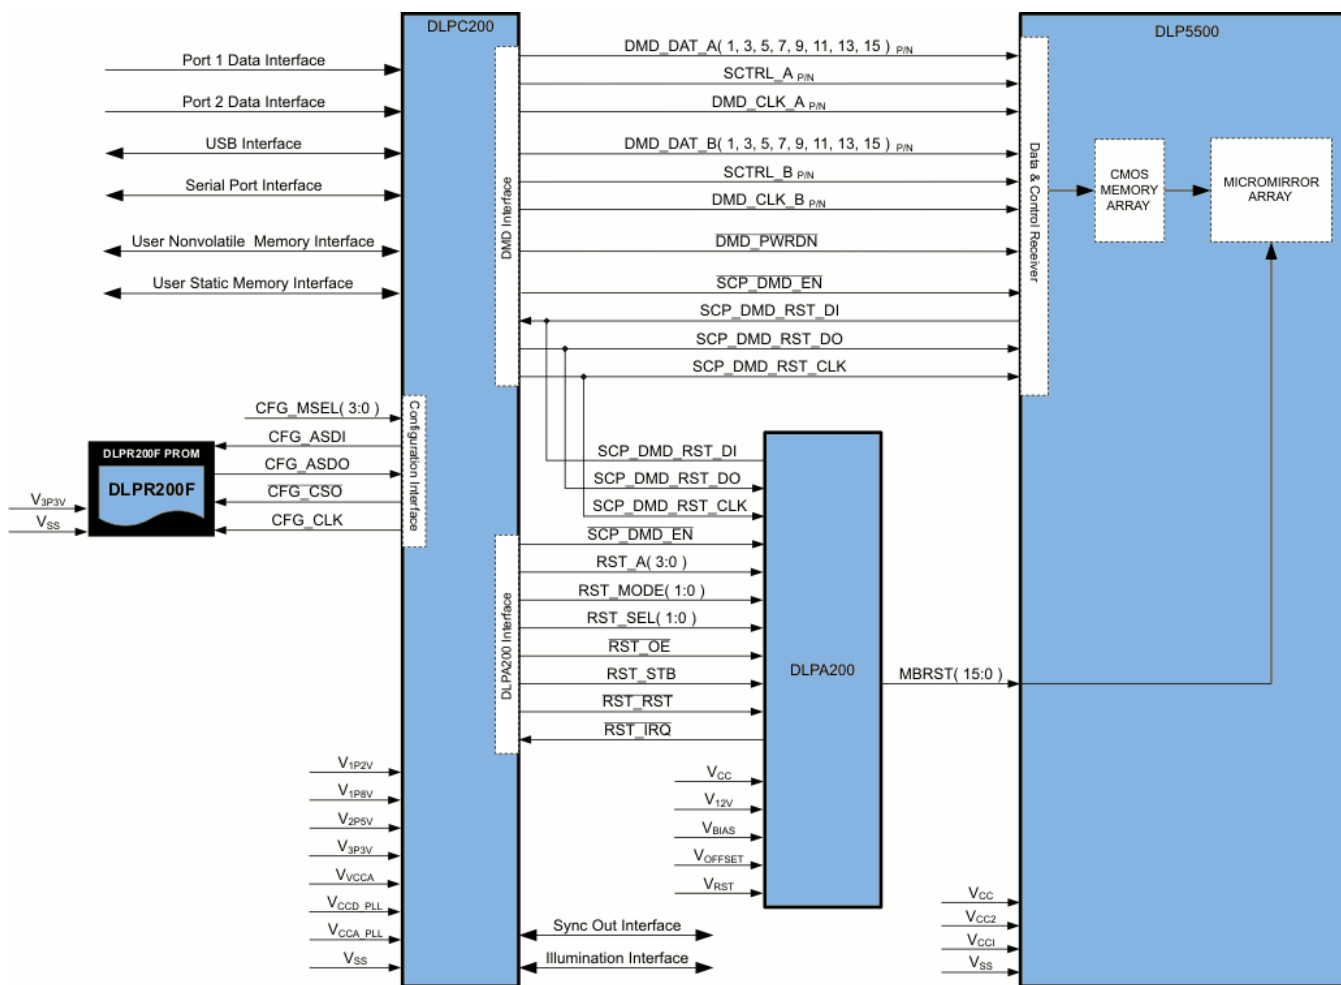 DLPC200
DLP5500
Port 1 Data Interface
Port 2 Data Interface
USB Interface
Serial Port Interface
User Nonvolatile Memory Interface
User Static Memory Interface
DMD Interface
DMD_DAT_A( 1, 3, 5, 7, 9, 11, 13, 15 ) P/N
SCTRL_A P/N
DMD_CLK_A P/N
DMD_DAT_B( 1, 3, 5, 7, 9, 11, 13, 15 ) P/N
SCTRL_B P/N
DMD_CLK_B P/N
DMD_PWRDN
SCP_DMD_EN
SCP_DMD_RST_DI
SCP_DMD_RST_DO
SCP_DMD_RST_CLK
Data & Control Receiver
CMOS
MEMORY
ARRAY
MICROMIRROR
ARRAY
CFG_MSEL( 3:0 )
CFG_ASDI
CFG_ASDO
CFG_CSO
CFG_CLK
Configuration Interface
DLPR200F PROM
DLPR200F
V3P3V
VSS
SCP_DMD_RST_DI
SCP_DMD_RST_DO
SCP_DMD_RST_CLK
SCP_DMD_EN
RST_A( 3:0 )
RST_MODE( 1:0 )
RST_SEL( 1:0 )
RST_OE
RST_STB
RST_RST
RST_IRQ
DLPA200 Interface
DLPA200
MBRST( 15:0 )
V1P2V
V1P8V
V2P5V
V3P3V
VVCCA
VCCD_PLL
VCCA_PLL
VSS
VCC
V12V
VBIAS
VOFFSET
VRST
Sync Out Interface
Illumination Interface
VCC
VCC2
VCCI
VSS